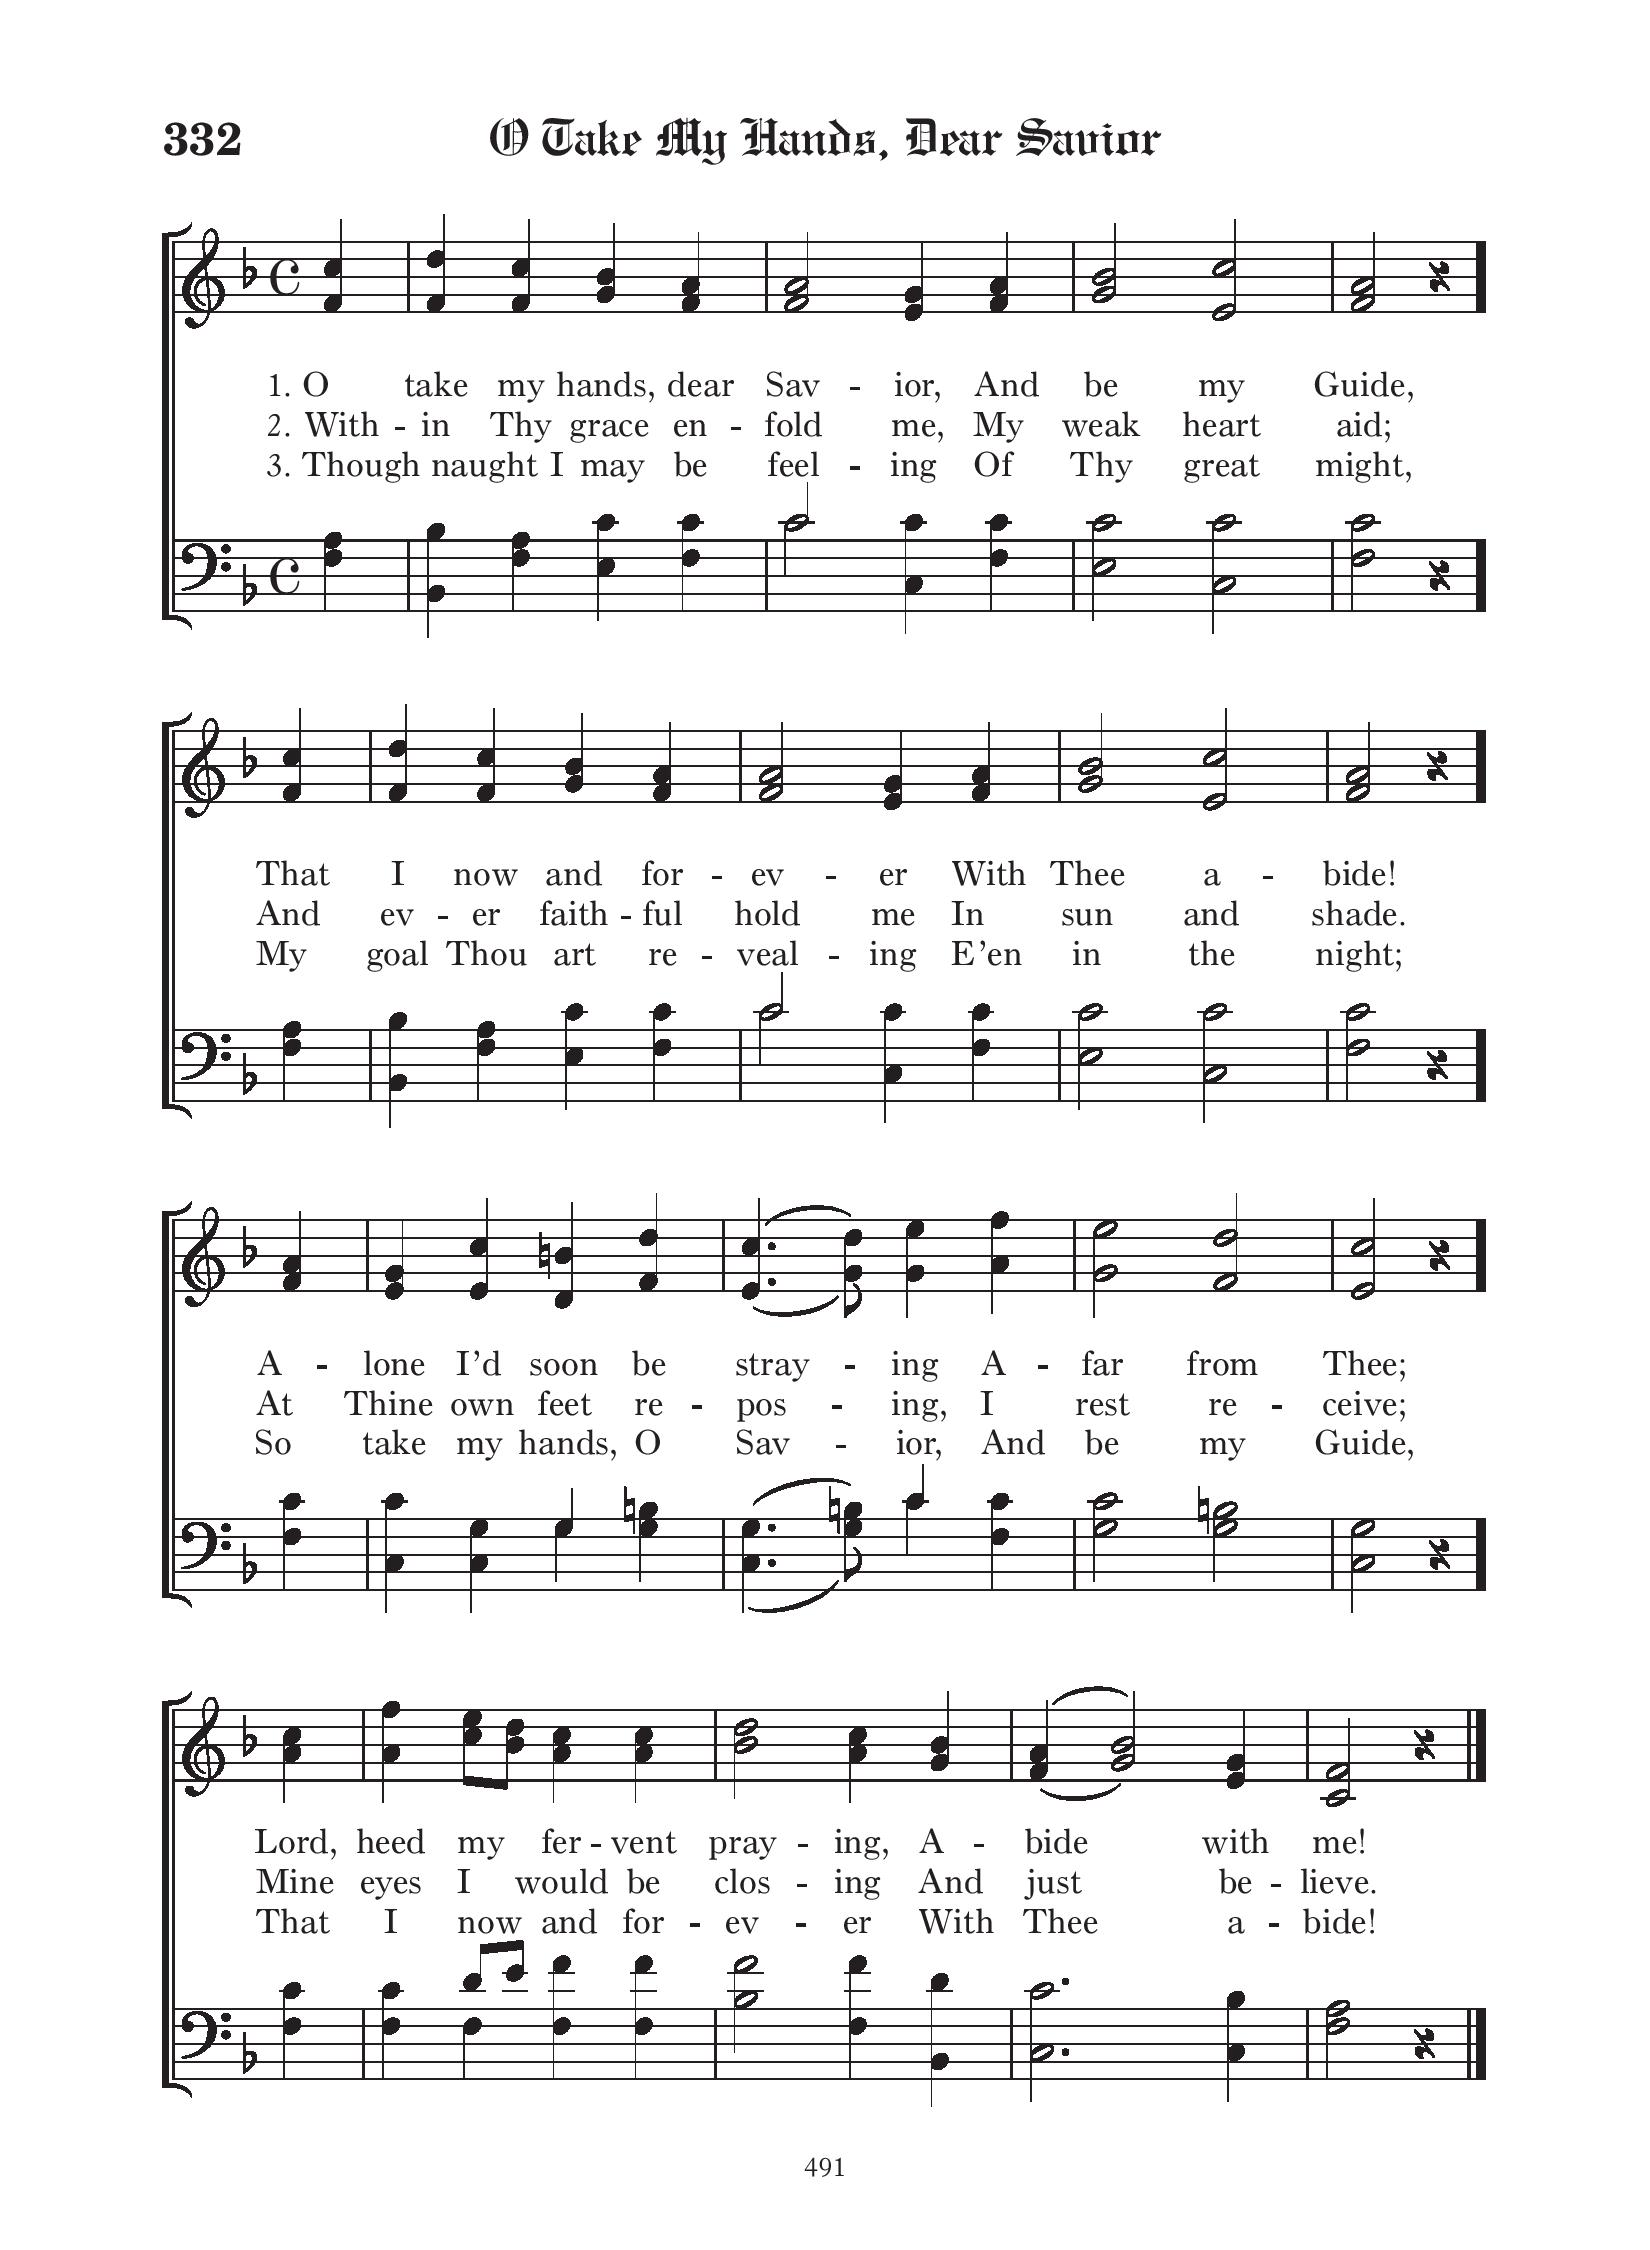 332 O Take My Hands, Dear Savior
1. O take my hands, dear Sav - ior, And be my Guide,
2. With - in Thy grace en - fold me, My weak heart aid;
3. Though naught I may be feel - ing Of Thy great might,
That I now and for - ev - er With Thee a - bide!
And ev - er faith - ful hold me In sun and shade.
My goal Thou art re - veal - ing E’en in the night;
A - lone I’d soon be stray - ing A - far from Thee;
At Thine own feet re - pos - ing, I rest re - ceive;
So take my hands, O Sav - ior, And be my Guide,
Lord, heed my fer - vent pray - ing, A - bide with me!
Mine eyes I would be clos - ing And just be - lieve.
That I now and for - ev - er With Thee a - bide!
491